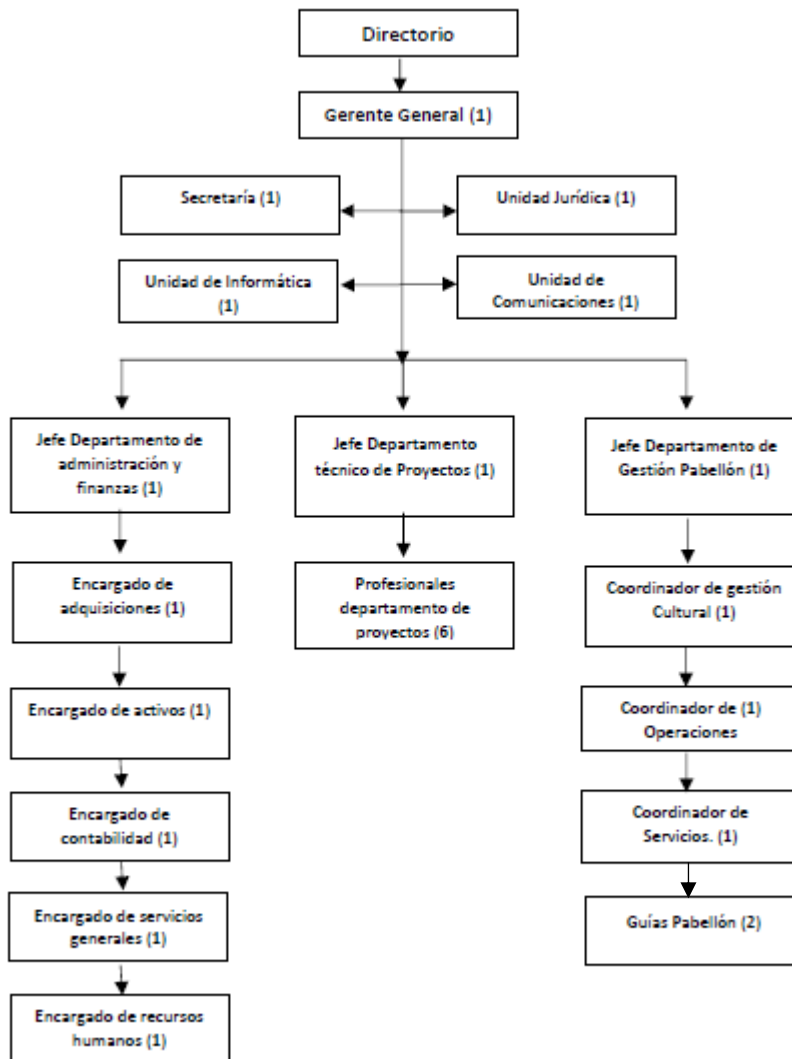 Directorio
Gerente General (1)
Secretaría (1)
Unidad Jurídica (1)
Unidad de Informática
(1)
Unidad de
Comunicaciones (1)
Jefe Departamento de
administración y
finanzas (1)
Jefe Departamento
técnico de Proyectos (1)
Jefe Departamento de
Gestión Pabellón (1)
Encargado de
adquisiciones (1)
Profesionales
departamento de
proyectos (6)
Coordinador de gestión
Cultural (1)
Encargado de activos (1)
Coordinador de (1)
Operaciones
Encargado de
contabilidad (1)
Coordinador de
Servicios. (1)
Encargado de servicios
generales (1)
Guías Pabellón (2)
Encargado de recursos
humanos (1)